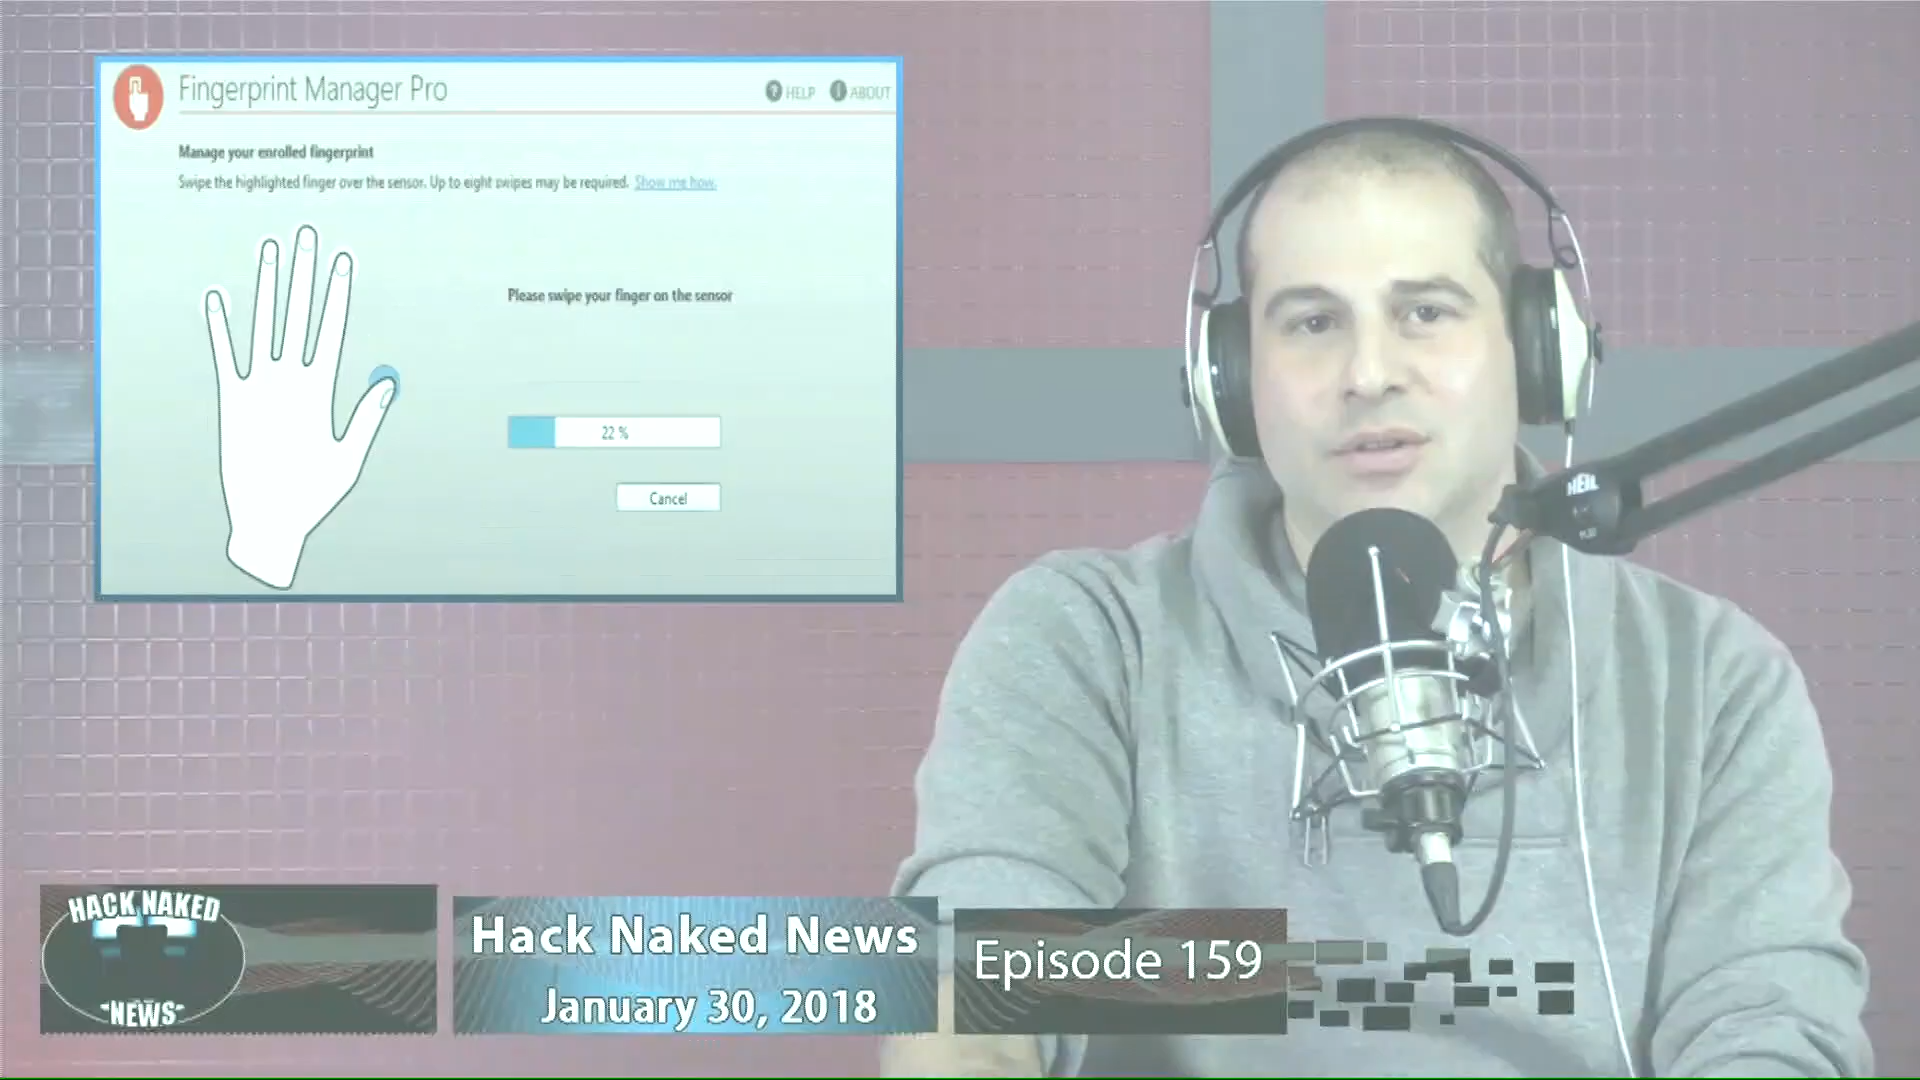 Fingerprint Manager Pro
HELP
ABOUT
Manage your enrolled fingerprint
Swipe the highlighted finger over the sensor. Up to eight swipes may be required. Show me how.
Please swipe your finger on the sensor
22 %
Cancel
HEIL
HACK NAKED
NEWS
Hack Naked News
January 30, 2018
Episode 159